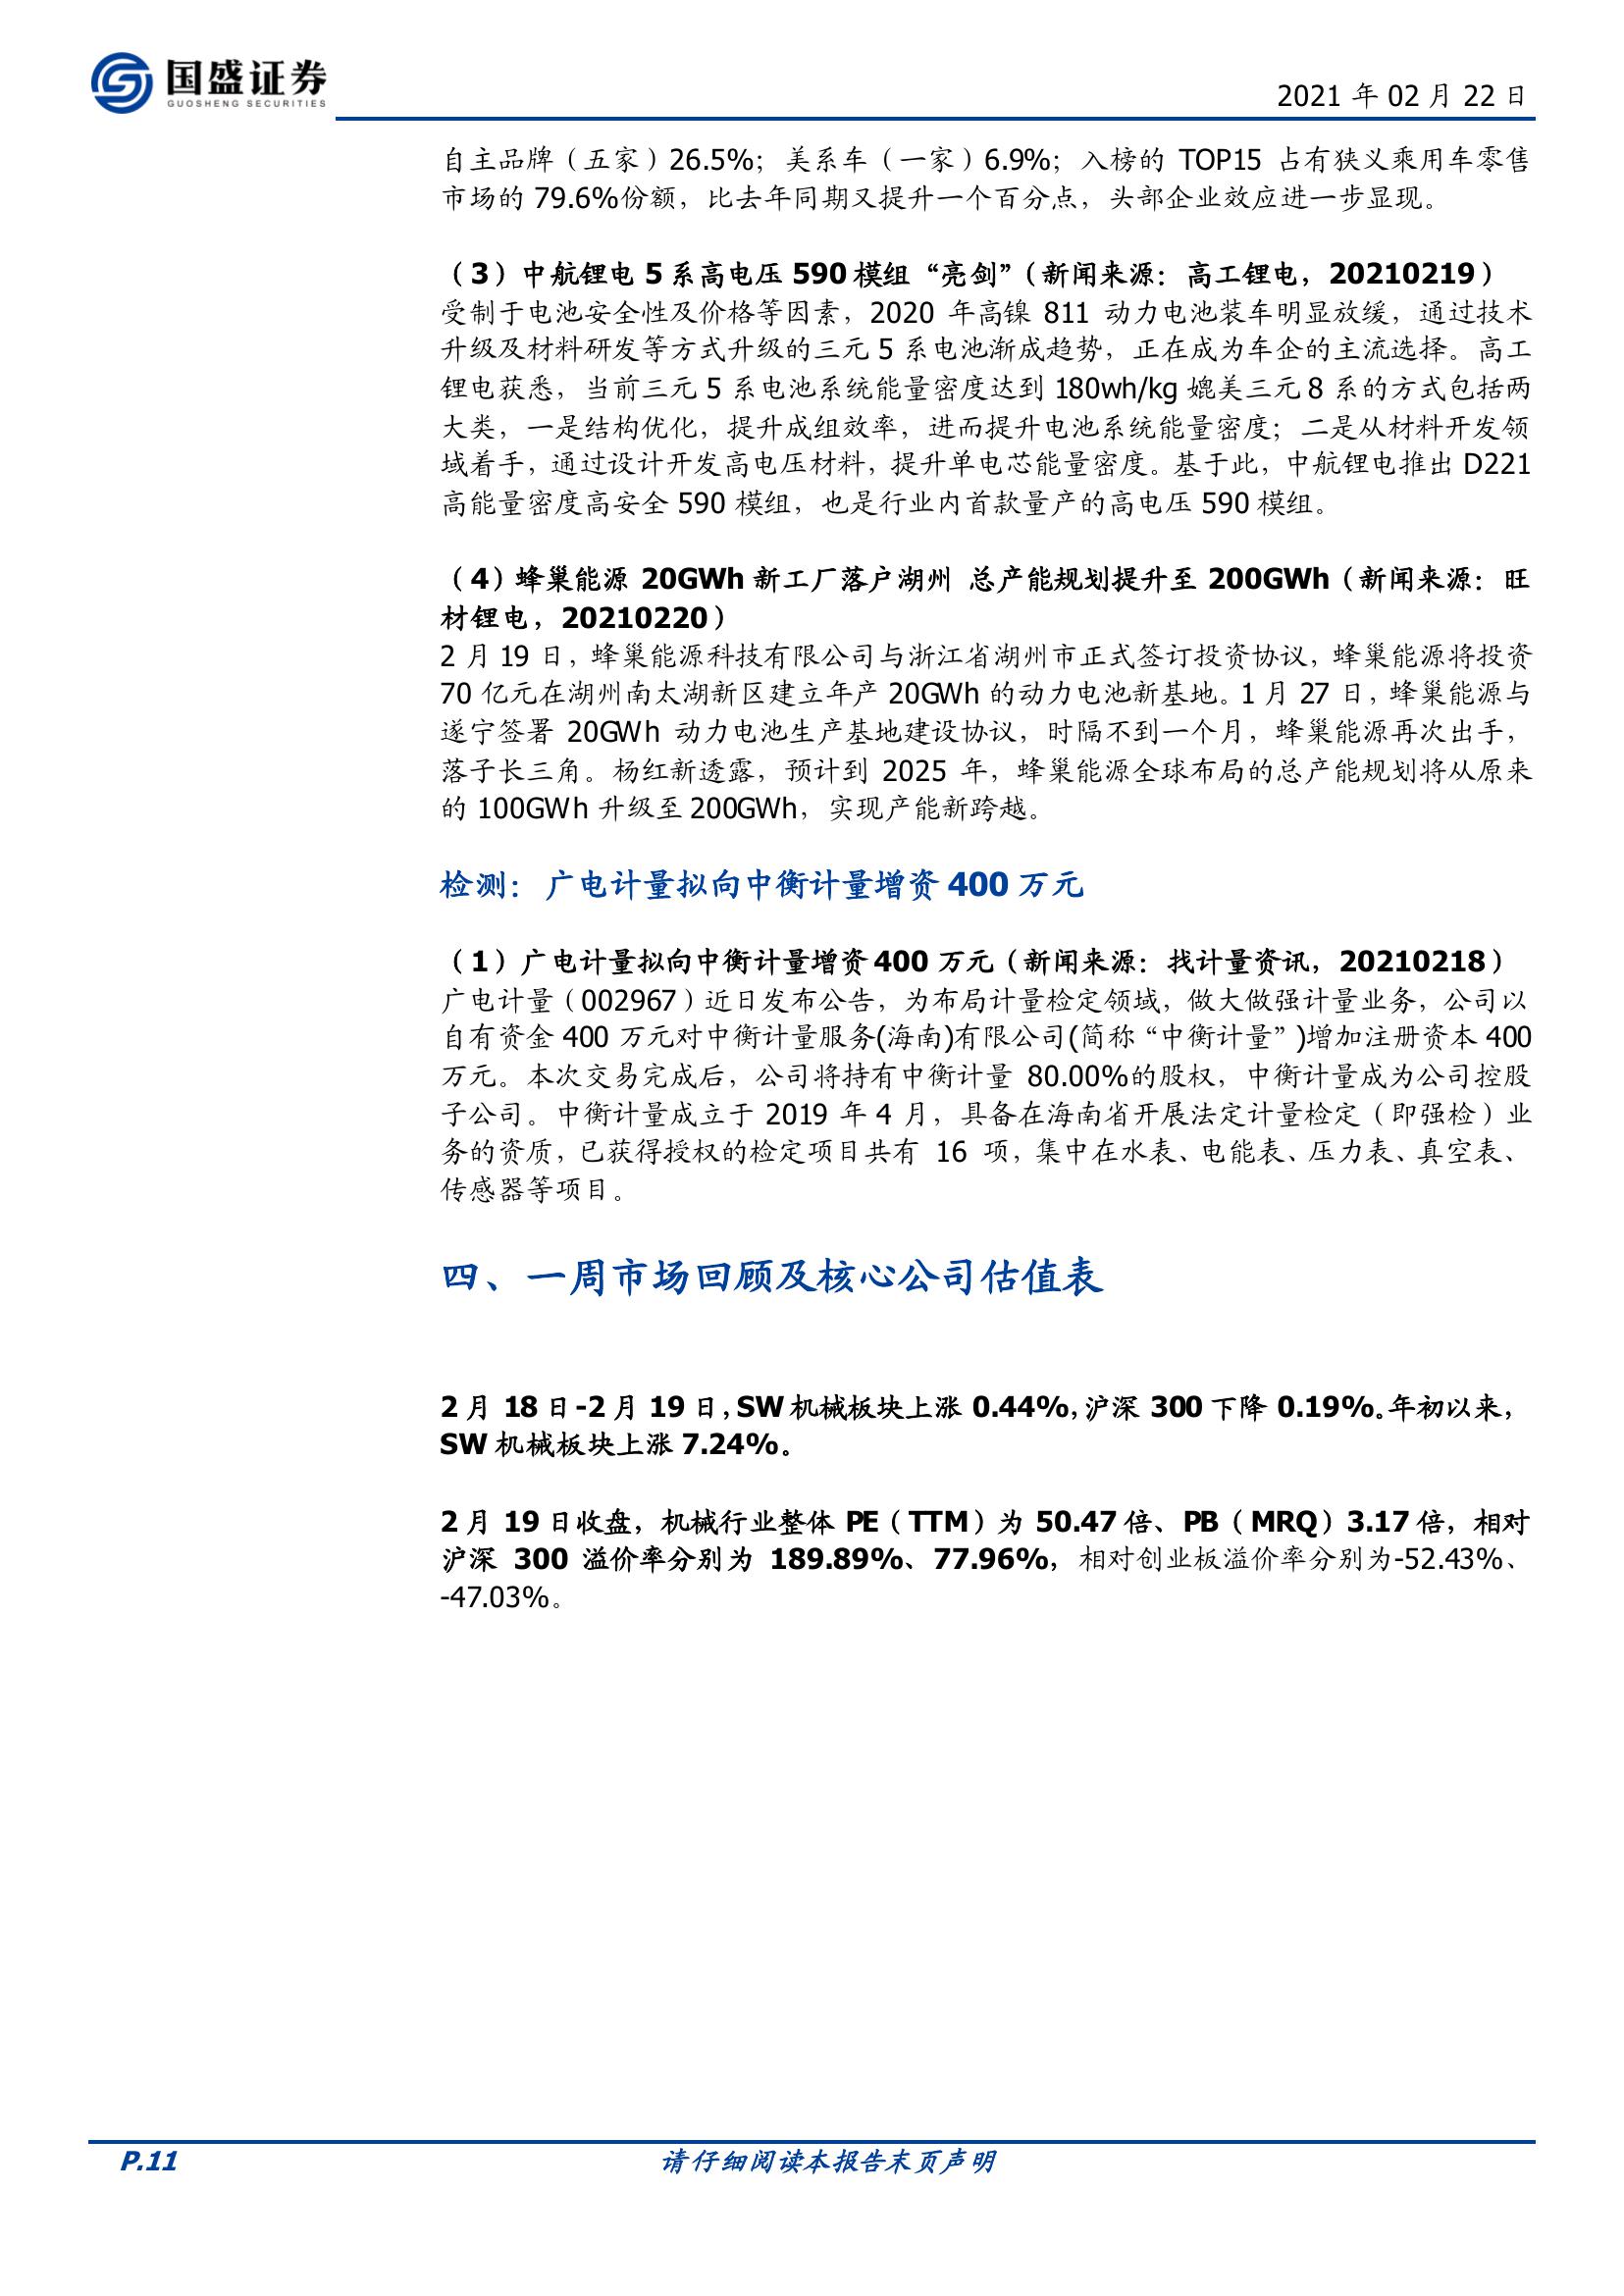 国盛证券
GUOSHENG SECURITIES
2021 年 02 月 22 日
自主品牌（五家）26.5%；美系车（一家）6.9%；入榜的 TOP15 占有狭义乘用车零售
市场的 79.6%份额，比去年同期又提升一个百分点，头部企业效应进一步显现。
（3）中航锂电 5 系高电压 590 模组“亮剑”（新闻来源：高工锂电，20210219）
受制于电池安全性及价格等因素，2020 年高镍 811 动力电池装车明显放缓，通过技术
升级及材料研发等方式升级的三元 5 系电池渐成趋势，正在成为车企的主流选择。高工
锂电获悉，当前三元 5 系电池系统能量密度达到 180wh/kg 媲美三元 8 系的方式包括两
大类，一是结构优化，提升成组效率，进而提升电池系统能量密度；二是从材料开发领
域着手，通过设计开发高电压材料，提升单电芯能量密度。基于此，中航锂电推出 D221
高能量密度高安全 590 模组，也是行业内首款量产的高电压 590 模组。
（4）蜂巢能源 20GWh 新工厂落户湖州 总产能规划提升至 200GWh（新闻来源：旺
材锂电，20210220）
2 月 19 日，蜂巢能源科技有限公司与浙江省湖州市正式签订投资协议，蜂巢能源将投资
70 亿元在湖州南太湖新区建立年产 20GWh 的动力电池新基地。1 月 27 日，蜂巢能源与
遂宁签署 20GWh 动力电池生产基地建设协议，时隔不到一个月，蜂巢能源再次出手，
落子长三角。杨红新透露，预计到 2025 年，蜂巢能源全球布局的总产能规划将从原来
的 100GWh 升级至 200GWh，实现产能新跨越。
检测：广电计量拟向中衡计量增资 400 万元
（1）广电计量拟向中衡计量增资 400 万元（新闻来源：找计量资讯，20210218）
广电计量（002967）近日发布公告，为布局计量检定领域，做大做强计量业务，公司以
自有资金 400 万元对中衡计量服务(海南)有限公司(简称“中衡计量”)增加注册资本 400
万元。本次交易完成后，公司将持有中衡计量 80.00%的股权，中衡计量成为公司控股
子公司。中衡计量成立于 2019 年 4 月，具备在海南省开展法定计量检定（即强检）业
务的资质，已获得授权的检定项目共有 16 项，集中在水表、电能表、压力表、真空表、
传感器等项目。
四、一周市场回顾及核心公司估值表
2 月 18 日-2 月 19 日，SW 机械板块上涨 0.44%，沪深 300 下降 0.19%。年初以来，
SW 机械板块上涨 7.24%。
2 月 19 日收盘，机械行业整体 PE（TTM）为 50.47 倍、PB（MRQ）3.17 倍，相对
沪深 300 溢价率分别为 189.89%、77.96%，相对创业板溢价率分别为-52.43%、
-47.03%。
P.11
请仔细阅读本报告末页声明